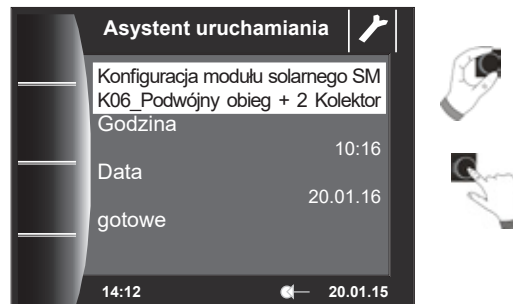 Asystent uruchamiania
Konfiguracja modułu solarnego SM
K06_Podwójny obieg + 2 Kolektor
Godzina
10:16
Data
20.01.16
gotowe
14:12 20.01.15